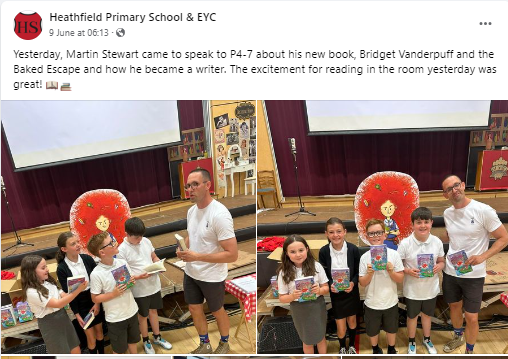 HS
Heathfield Primary School & EYC
9 June at 06:13 ·
Yesterday, Martin Stewart came to speak to P4-7 about his new book, Bridget Vanderpuff and the
Baked Escape and how he became a writer. The excitement for reading in the room yesterday was
great!